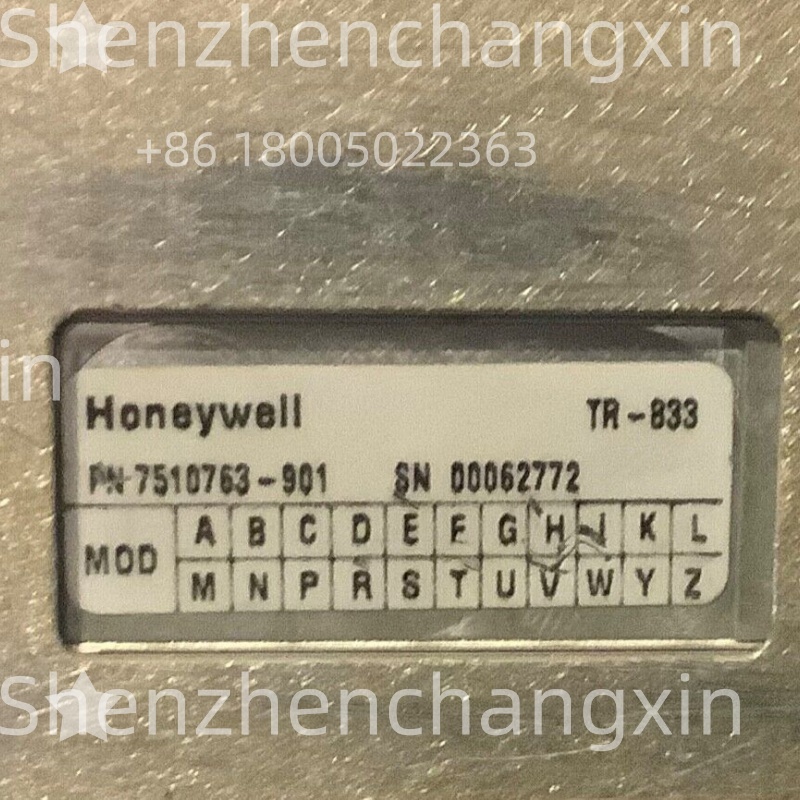 Shenzhenchangxin
+86 18005022363
in
Honeywell TR-833
PN-7510763-901 SN 00062772
MOD A B C D E F G H J K L
M N P R S T U V W Y Z
Shenzhenchangxin